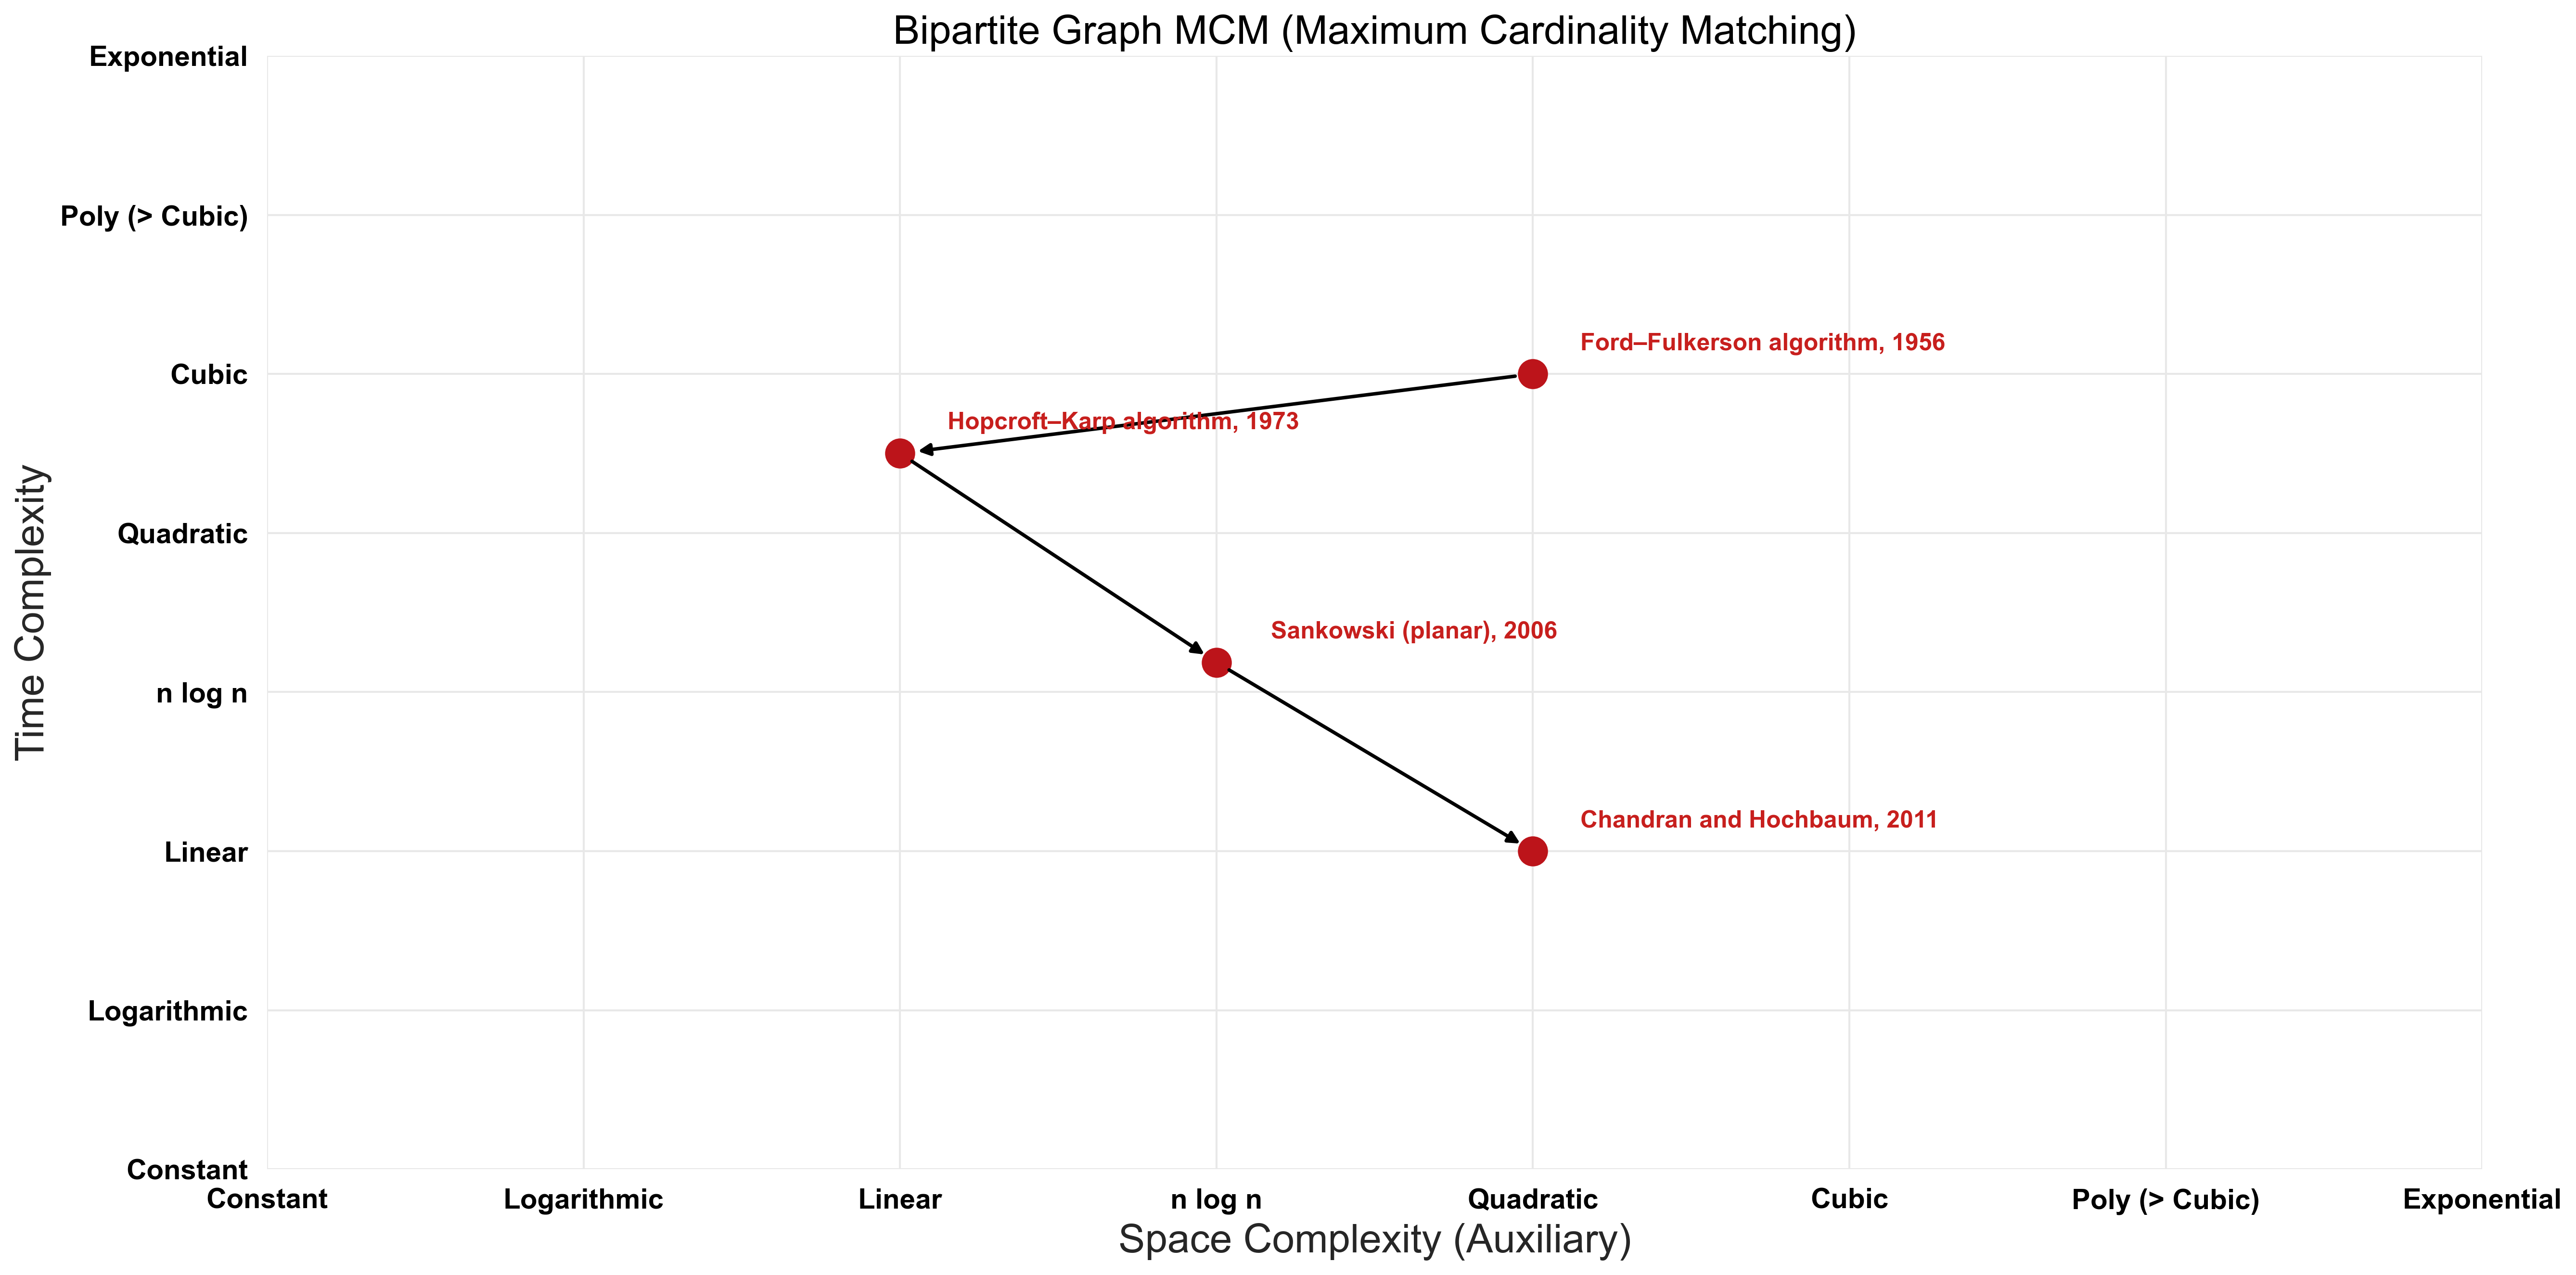 Bipartite Graph MCM (Maximum Cardinality Matching)
Time Complexity
Exponential
Poly (> Cubic)
Cubic
Quadratic
n log n
Linear
Logarithmic
Constant
Ford–Fulkerson algorithm, 1956
Hopcroft–Karp algorithm, 1973
Sankowski (planar), 2006
Chandran and Hochbaum, 2011
Constant
Logarithmic
Linear
n log n
Quadratic
Cubic
Poly (> Cubic)
Exponential
Space Complexity (Auxiliary)